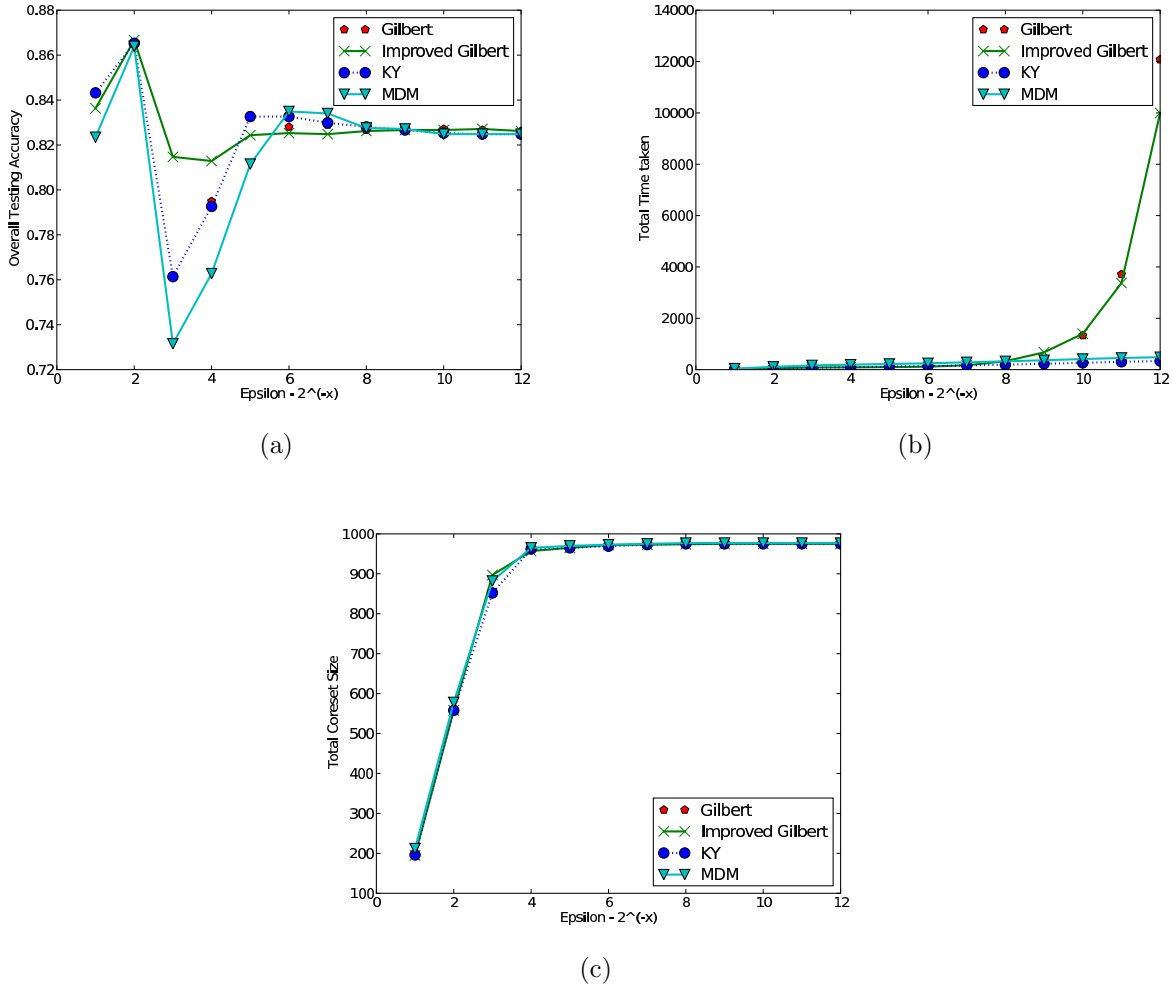 0.88
0.86
0.84
0.82
0.80
0.78
0.76
0.74
0.72
0
2
4
6
8
10
12
Overall Testing Accuracy
Epsilon - 2^(-x)
Gilbert
Improved Gilbert
KY
MDM
(a)
14000
12000
10000
8000
6000
4000
2000
0
0
2
4
6
8
10
12
Total Time taken
Epsilon - 2^(-x)
Gilbert
Improved Gilbert
KY
MDM
(b)
1000
900
800
700
600
500
400
300
200
100
0
2
4
6
8
10
12
Total Coreset Size
Epsilon - 2^(-x)
Gilbert
Improved Gilbert
KY
MDM
(c)